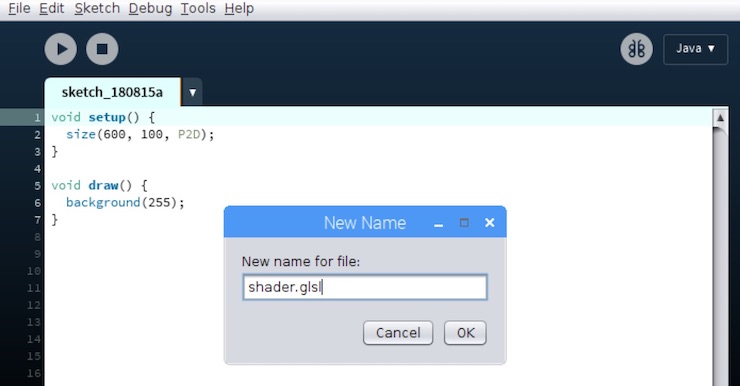 File Edit Sketch Debug Tools Help
Java ▼
sketch_180815a ▼
1 void setup() {
2 size(600, 100, P2D);
3 }
4
5 void draw() {
6 background(255);
7 }
8
9
10
11
12
13
14
15
16
New Name
New name for file:
shader.glsl
Cancel OK